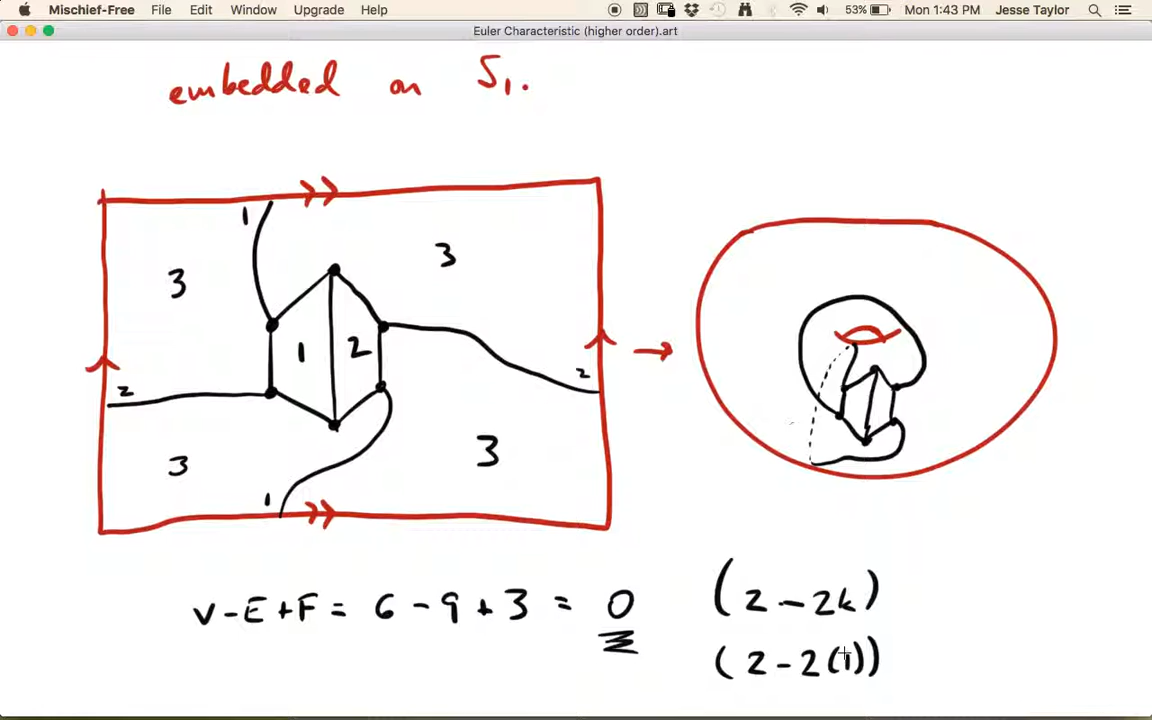 Mischief-Free File Edit Window Upgrade Help 53% Mon 1:43 PM Jesse Taylor
Euler Characteristic (higher order).art
embedded on S1.
1
3 3
1 2
2 2
3 3
1
V-E+F = 6-9+3 = 0 (2-2k)
(2-2(1))